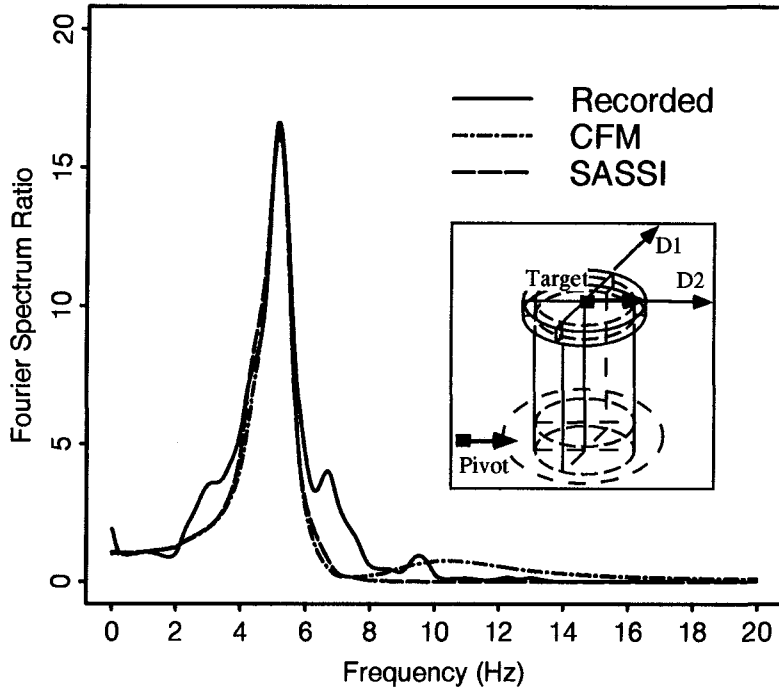 20
15
10
5
0
Fourier Spectrum Ratio
Recorded
CFM
SASSI
D1
Target
D2
Pivot
0 2 4 6 8 10 12 14 16 18 20
Frequency (Hz)